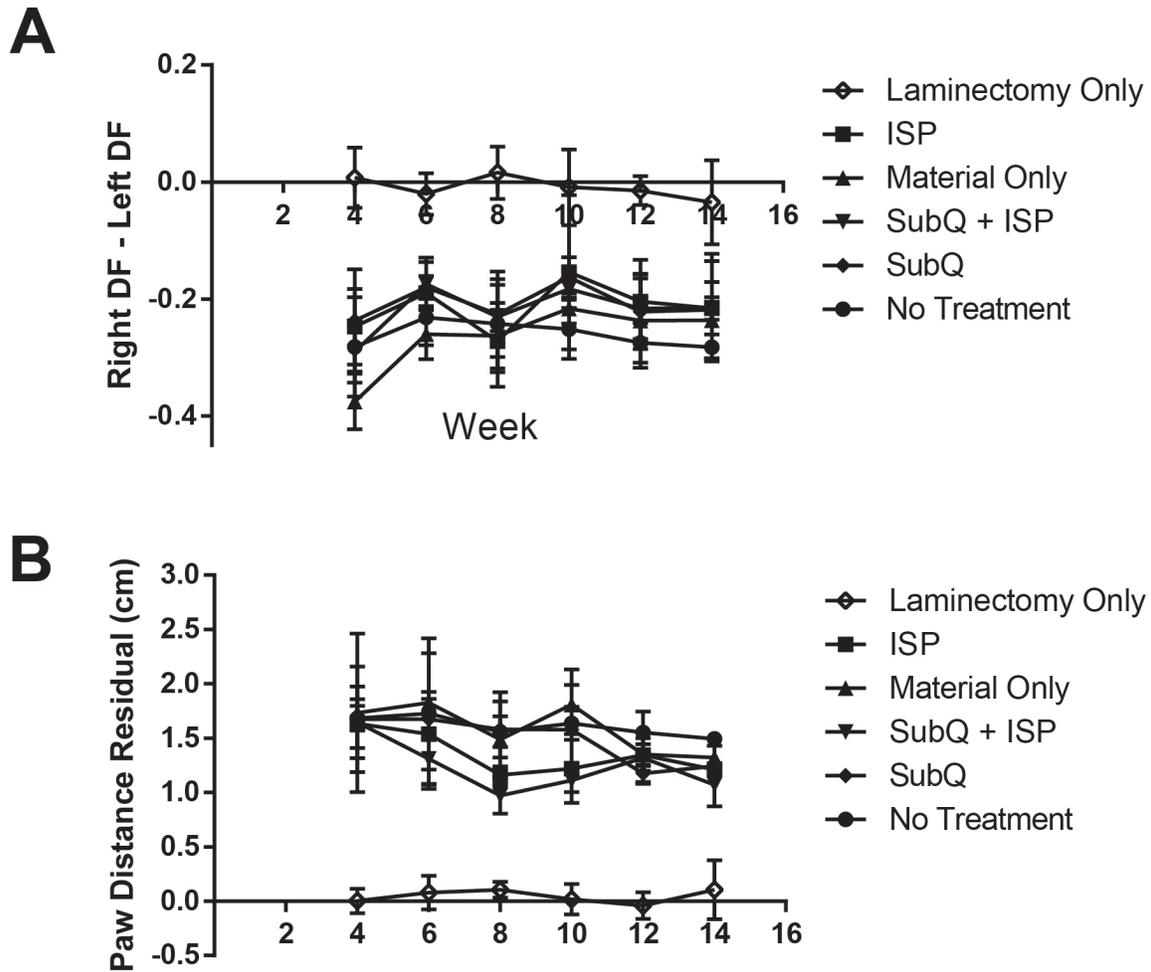 A
Right DF - Left DF
0.2
0.0
-0.2
-0.4
2 4 6 8 10 12 14 16
Week
Laminectomy Only
ISP
Material Only
SubQ + ISP
SubQ
No Treatment
B
Paw Distance Residual (cm)
3.0
2.5
2.0
1.5
1.0
0.5
0.0
-0.5
2 4 6 8 10 12 14 16
Laminectomy Only
ISP
Material Only
SubQ + ISP
SubQ
No Treatment